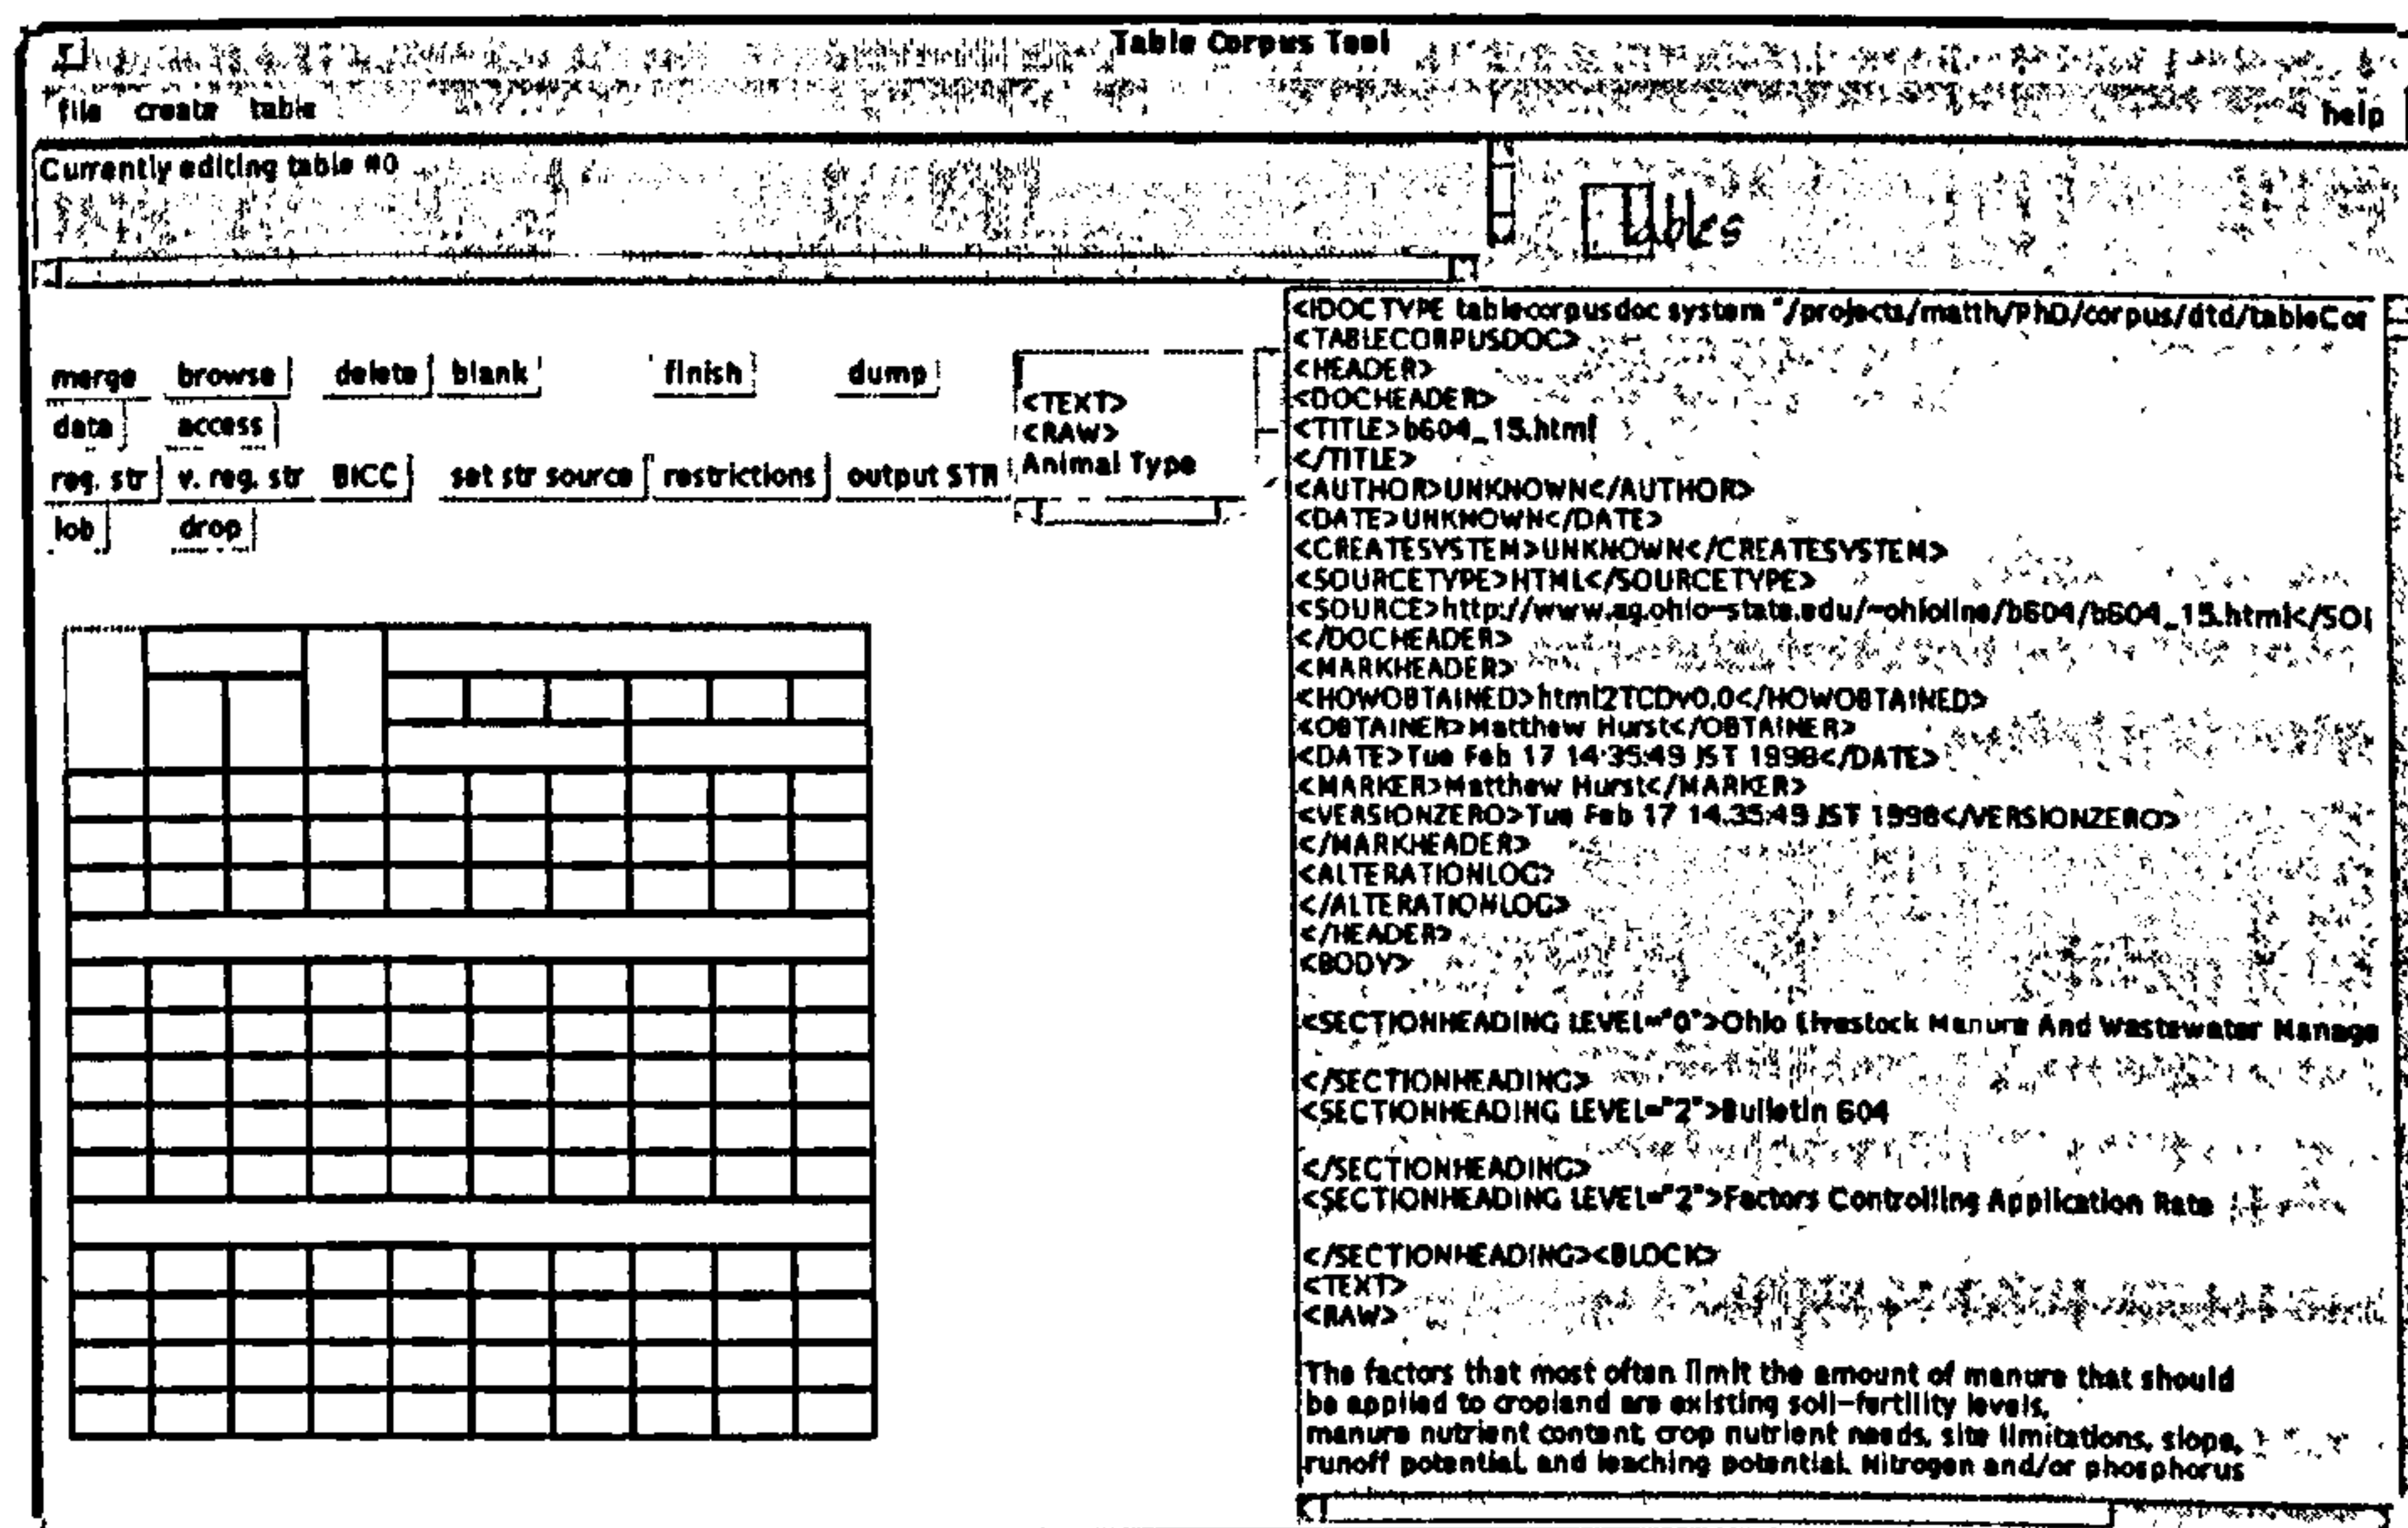 Table Corpus Tool
file create table help
Currently editing table #0
Tables
merge browse delete blank finish dump
data access
reg. str v. reg. str BICC set str source restrictions output STR
lob drop
<TEXT>
<RAW>
Animal Type
<!DOCTYPE tablecorpusdoc system "/projects/matth/PhD/corpus/dtd/tableCor
<TABLECORPUSDOC>
<HEADER>
<DOCHEADER>
<TITLE>b604_15.html
</TITLE>
<AUTHOR>UNKNOWN</AUTHOR>
<DATE>UNKNOWN</DATE>
<CREATESYSTEM>UNKNOWN</CREATESYSTEM>
<SOURCETYPE>HTML</SOURCETYPE>
<SOURCE>http://www.ag.ohio-state.edu/~ohioline/b604/b604_15.html</SOU
</DOCHEADER>
<MARKHEADER>
<HOWOBTAINED>html2TCDv0.0</HOWOBTAINED>
<OBTAINER>Matthew Hurst</OBTAINER>
<DATE>Tue Feb 17 14:35:49 JST 1998</DATE>
<MARKER>Matthew Hurst</MARKER>
<VERSIONZERO>Tue Feb 17 14:35:49 JST 1998</VERSIONZERO>
</MARKHEADER>
<ALTERATIONLOG>
</ALTERATIONLOG>
</HEADER>
<BODY>
<SECTIONHEADING LEVEL="0">Ohio Livestock Manure And Wastewater Manage
</SECTIONHEADING>
<SECTIONHEADING LEVEL="2">Bulletin 604
</SECTIONHEADING>
<SECTIONHEADING LEVEL="2">Factors Controlling Application Rate
</SECTIONHEADING><BLOCK>
<TEXT>
<RAW>
The factors that most often limit the amount of manure that should
be applied to cropland are existing soil-fertility levels,
manure nutrient content, crop nutrient needs, site limitations, slope,
runoff potential, and leaching potential. Nitrogen and/or phosphorus